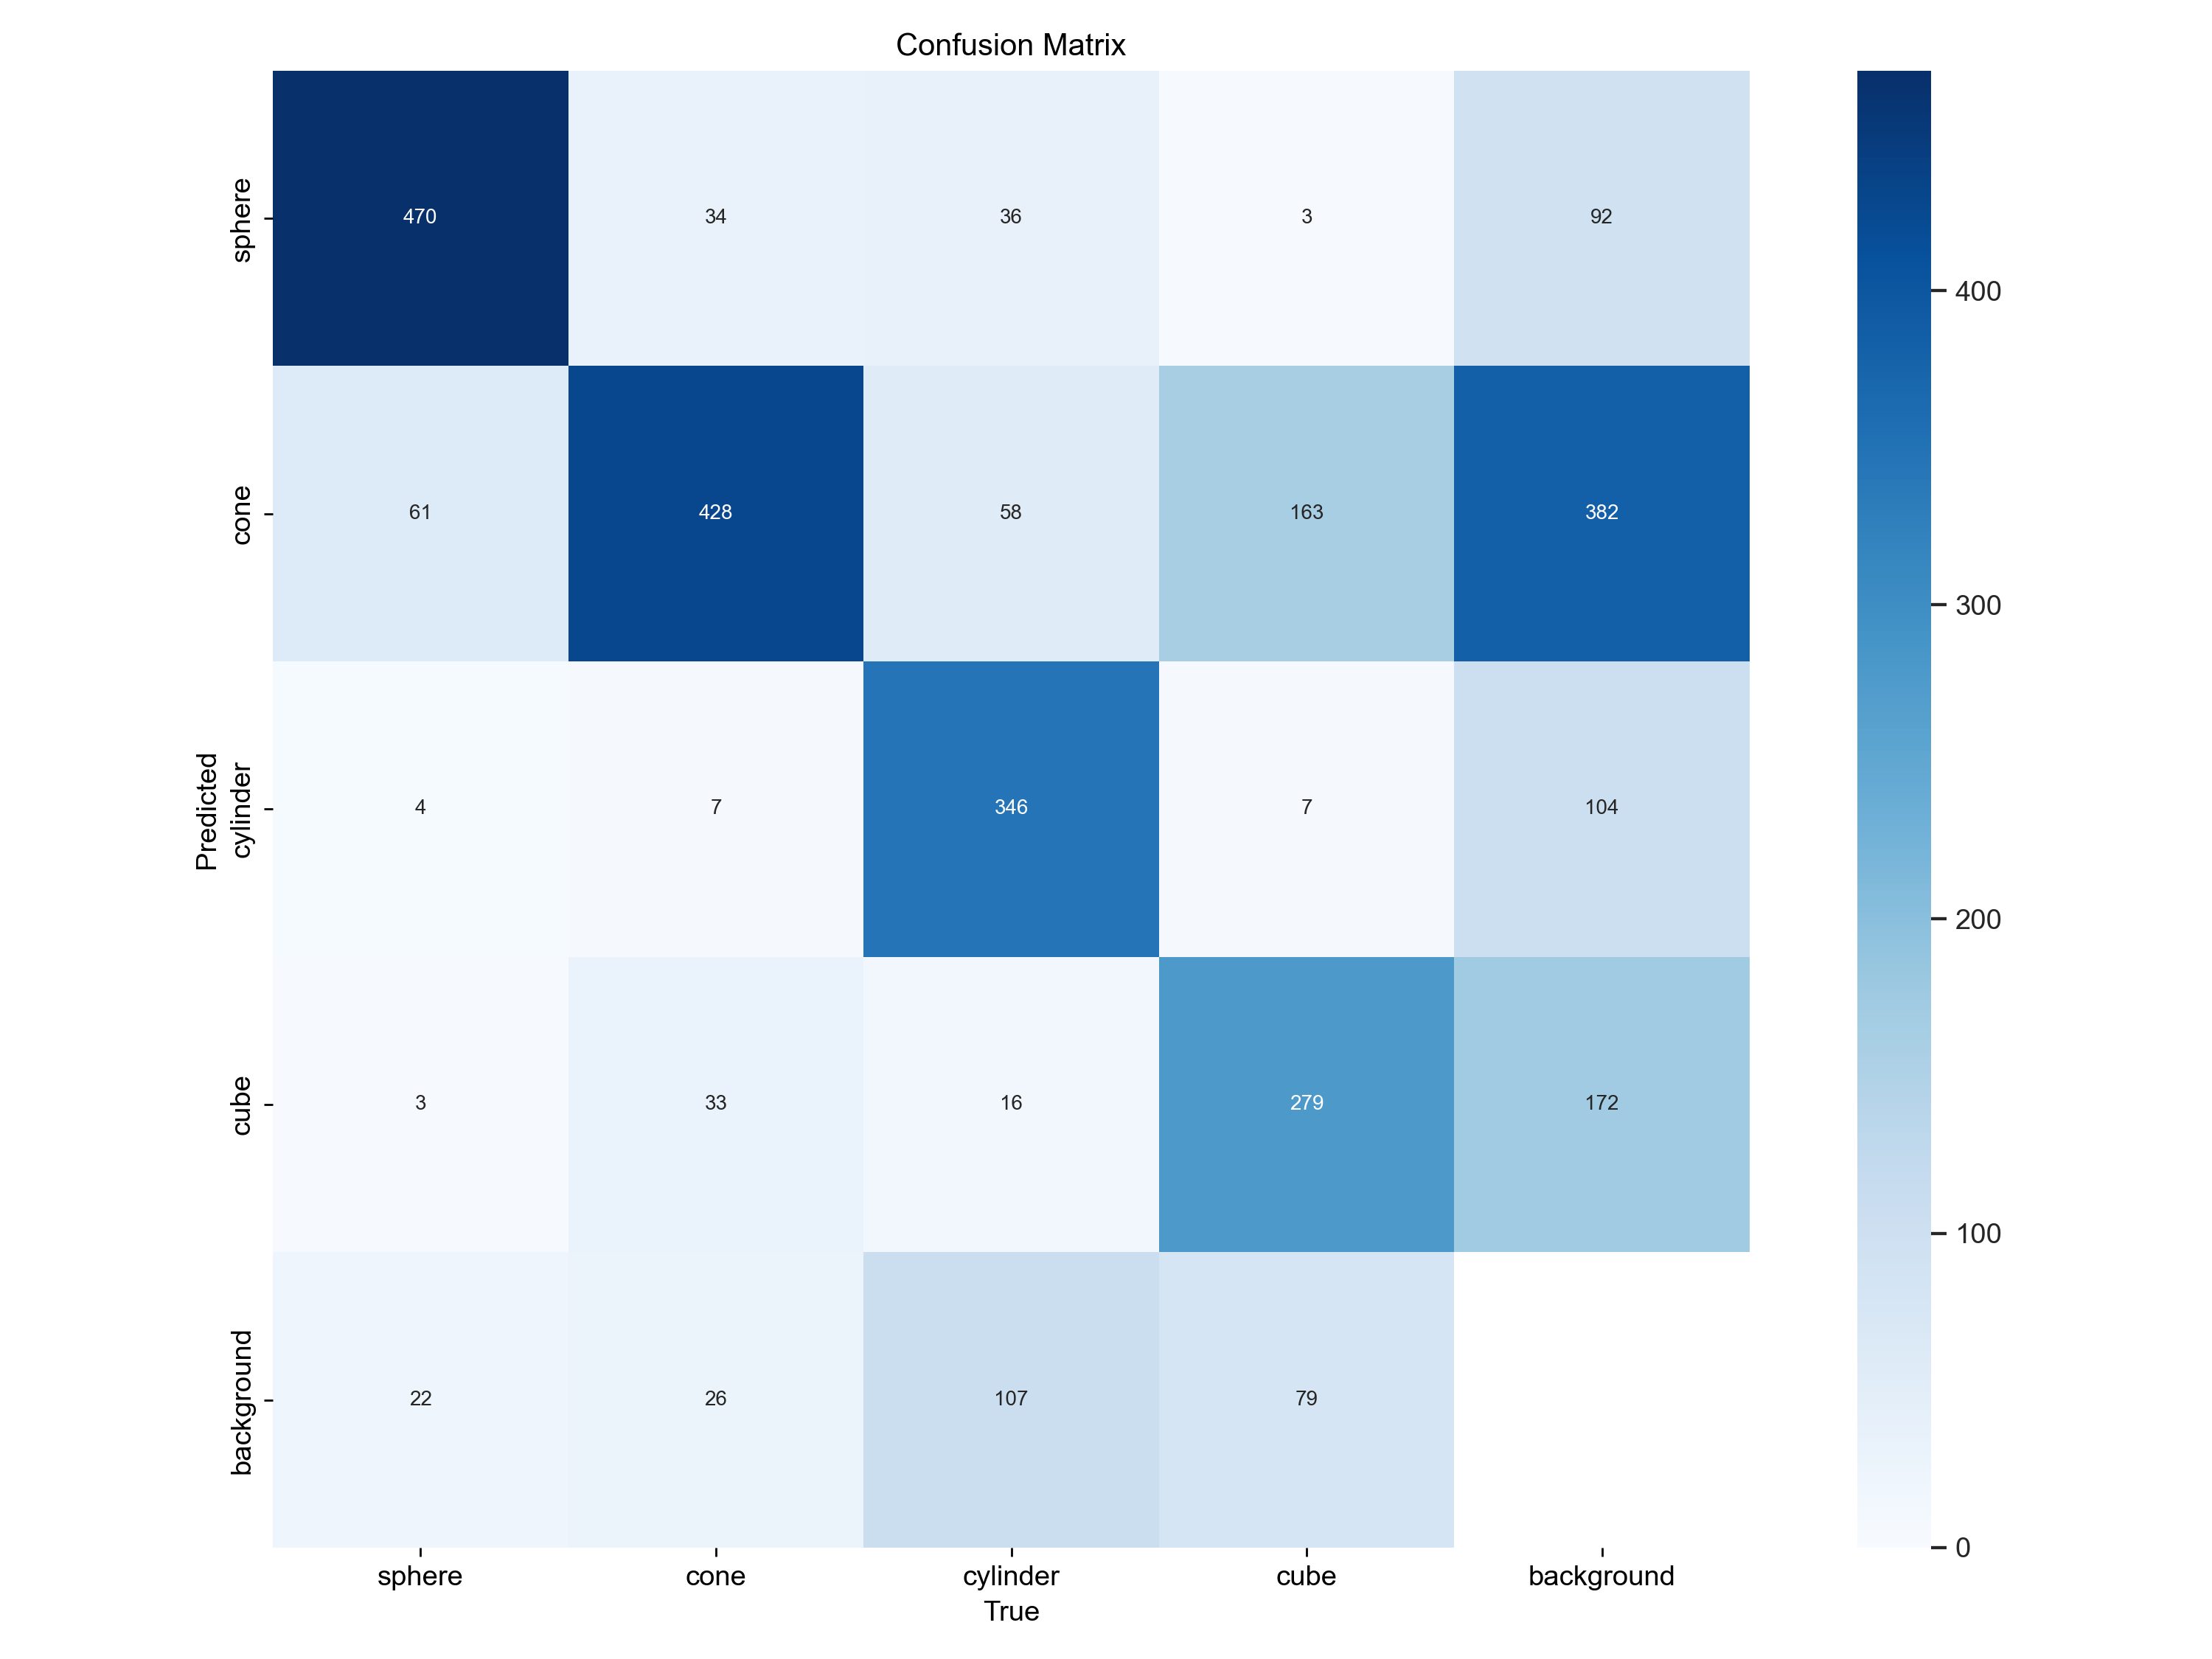 Confusion Matrix
sphere
470 34 36 3 92
cone
61 428 58 163 382
Predicted
cylinder
4 7 346 7 104
cube
3 33 16 279 172
background
22 26 107 79
sphere cone cylinder cube background
True
400
300
200
100
0